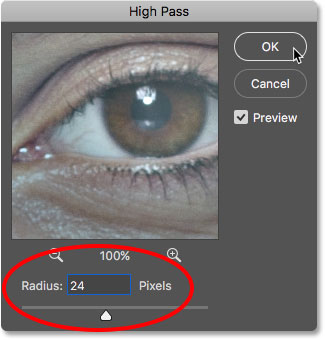 High Pass
OK
Cancel
Preview
100%
Radius: 24 Pixels